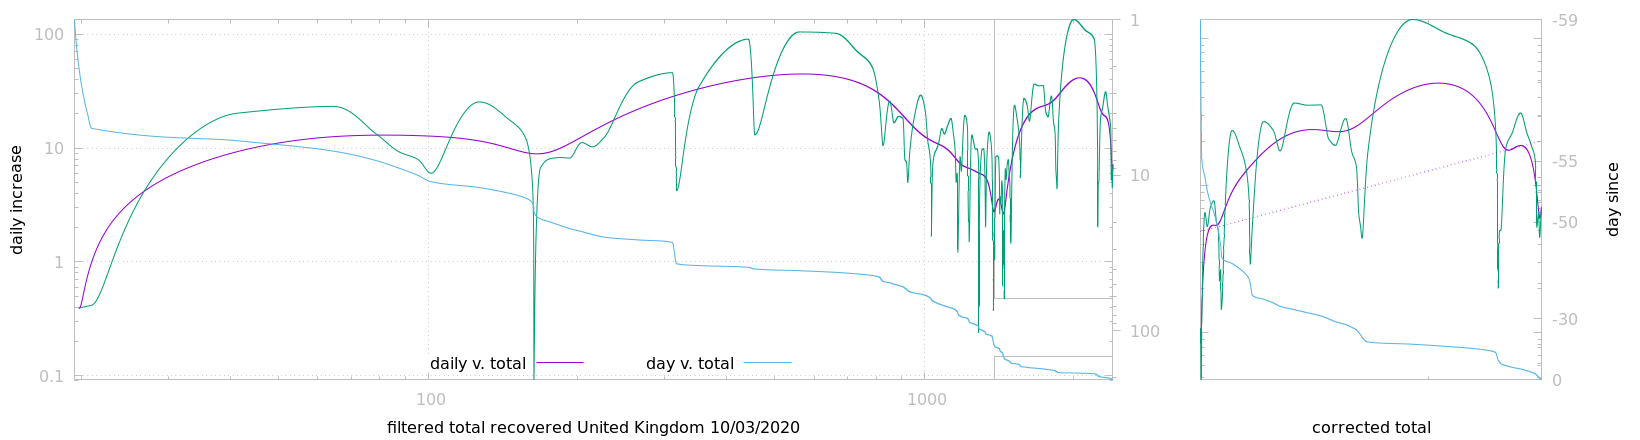 100
10
1
0.1
daily increase
daily v. total
day v. total
100
1000
filtered total recovered United Kingdom 10/03/2020
1
10
100
-59
-55
-50
-30
0
day since
corrected total